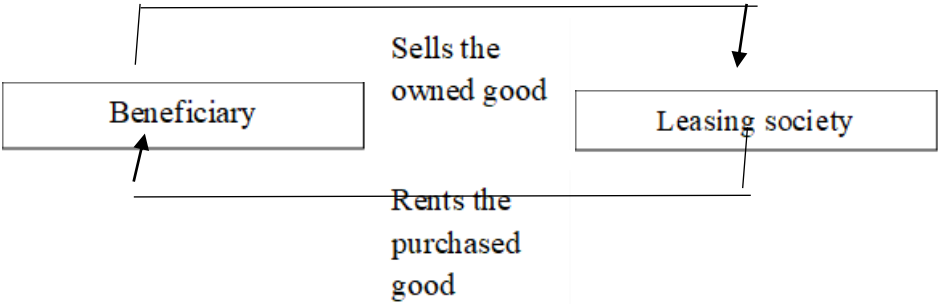 Sells the
owned good
Beneficiary
Leasing society
Rents the
purchased
good